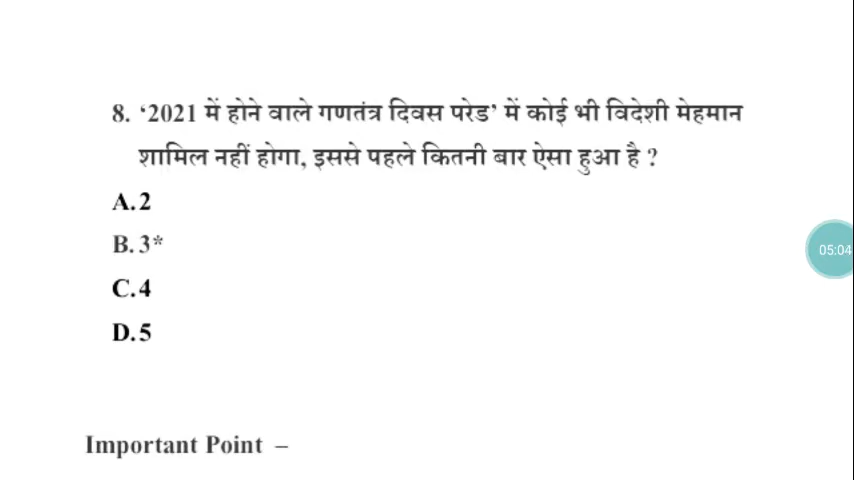 8. ‘2021 में होने वाले गणतंत्र दिवस परेड’ में कोई भी विदेशी मेहमान
शामिल नहीं होगा, इससे पहले कितनी बार ऐसा हुआ है ?
A.2
B.3*
C.4
D.5
05:04
Important Point –